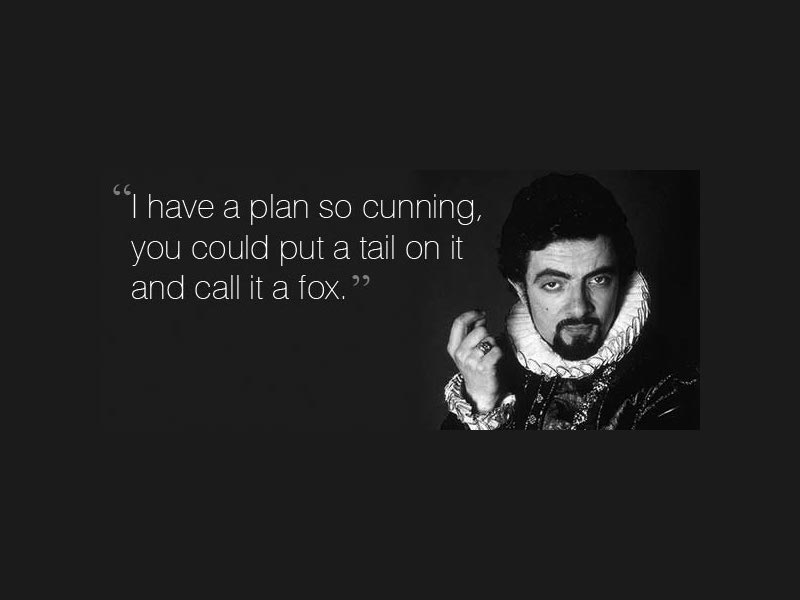 “I have a plan so cunning,
you could put a tail on it
and call it a fox.”